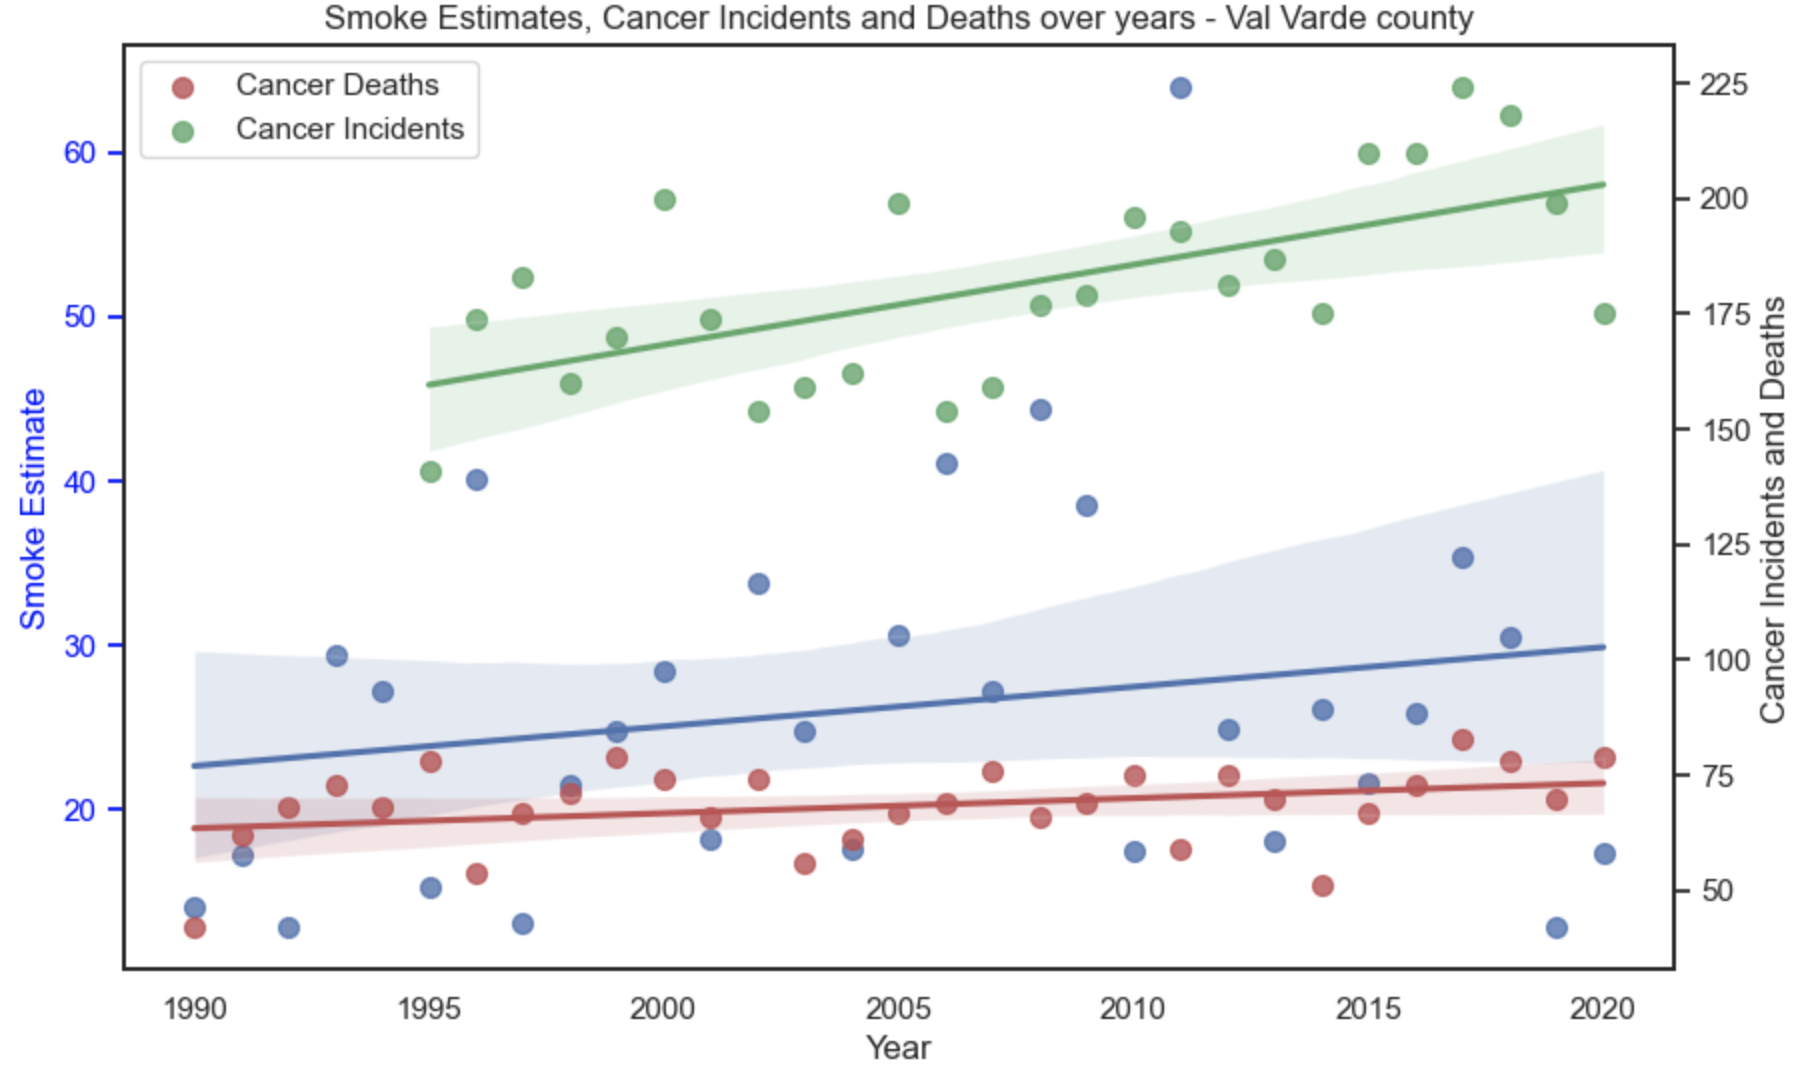 Smoke Estimates, Cancer Incidents and Deaths over years - Val Varde county
Cancer Deaths
Cancer Incidents
Smoke Estimate
60
50
40
30
20
225
200
175
150
125
100
75
50
Cancer Incidents and Deaths
1990 1995 2000 2005 2010 2015 2020
Year